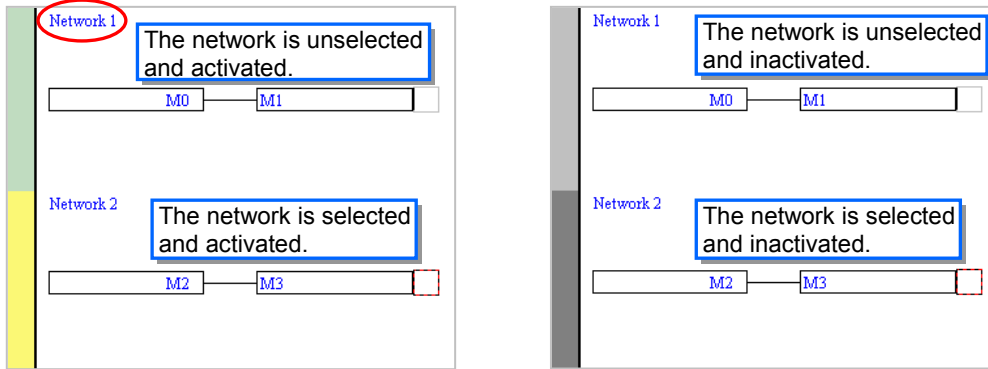 Network 1
The network is unselected
and activated.
M0 M1
Network 2
The network is selected
and activated.
M2 M3
Network 1
The network is unselected
and inactivated.
M0 M1
Network 2
The network is selected
and inactivated.
M2 M3